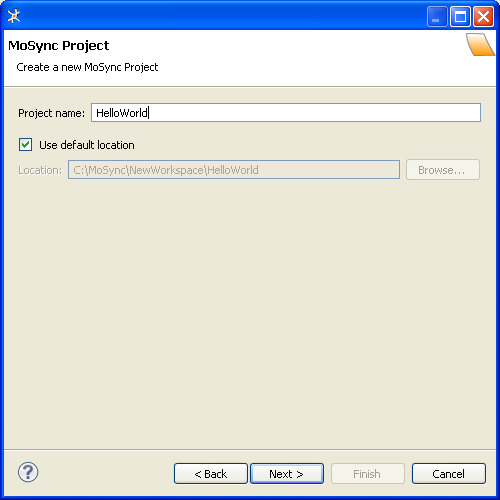 MoSync Project
Create a new MoSync Project
Project name: HelloWorld
Use default location
Location: C:\MoSync\NewWorkspace\HelloWorld Browse...
? < Back Next > Finish Cancel